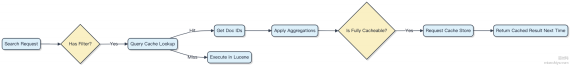 Search Request
Has Filter?
Yes
Query Cache Lookup
Hit
Get Doc IDs
Apply Aggregations
Is Fully Cacheable?
Yes
Request Cache Store
Return Cached Result Next Time
Miss
Execute in Lucene